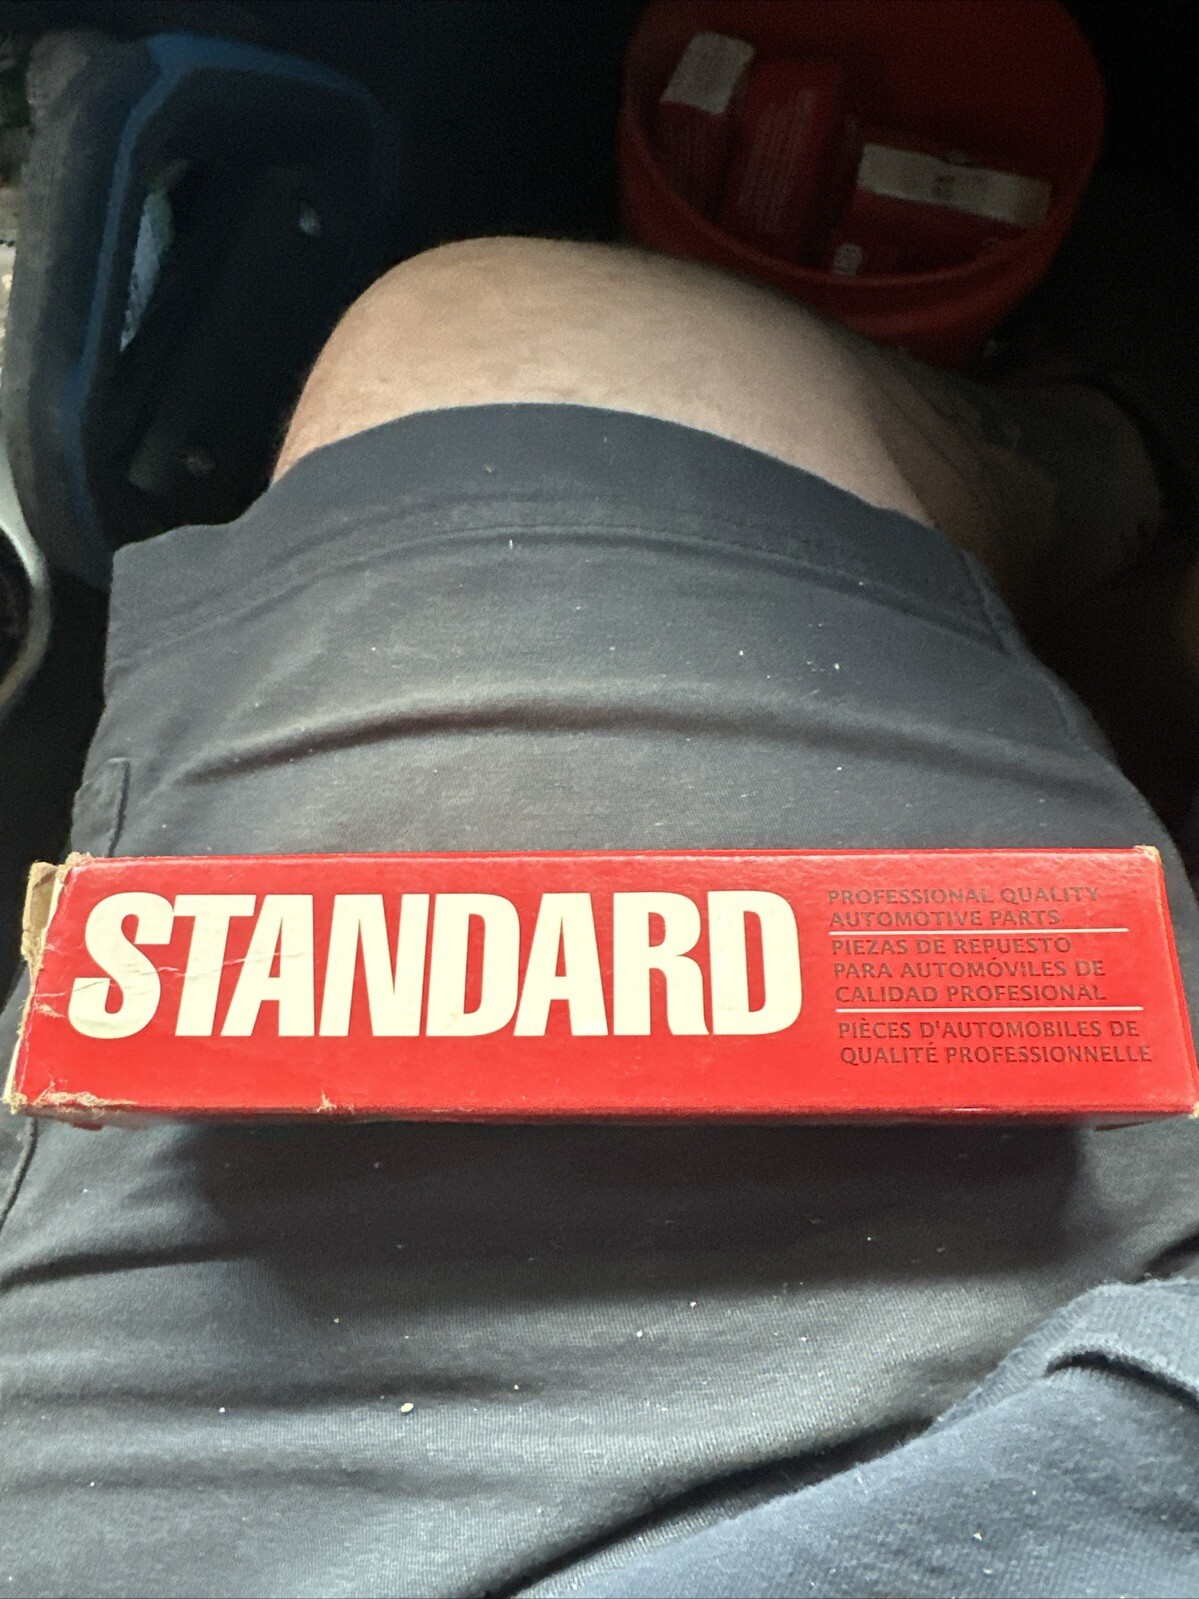 STANDARD
PROFESSIONAL QUALITY
AUTOMOTIVE PARTS
PIEZAS DE REPUESTO
PARA AUTOMÓVILES DE
CALIDAD PROFESIONAL
PIÈCES D'AUTOMOBILES DE
QUALITÉ PROFESSIONNELLE